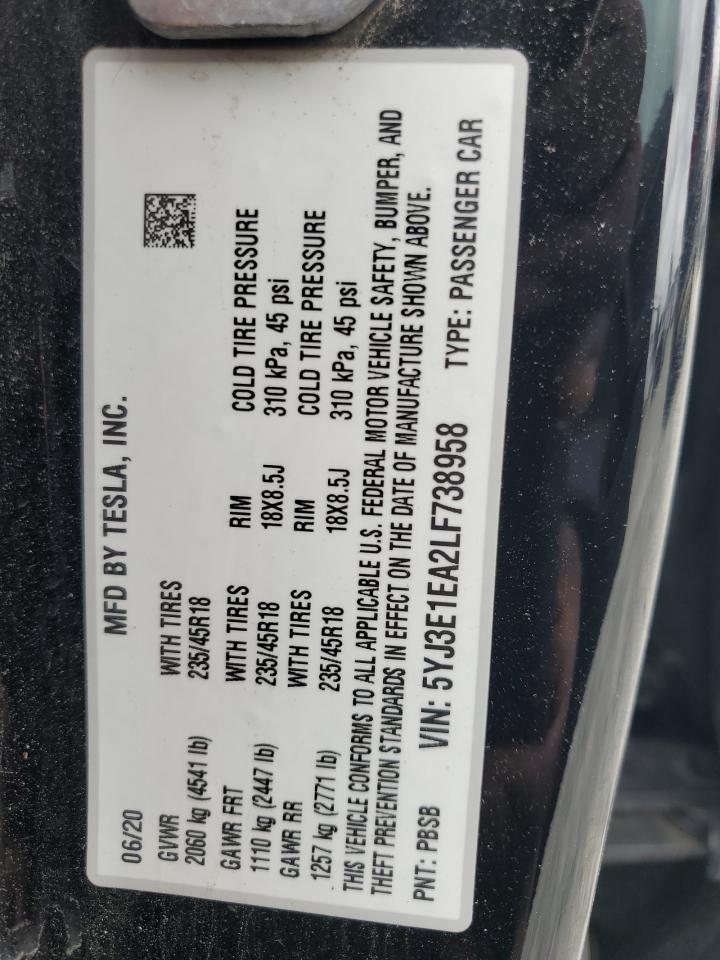 MFD BY TESLA, INC.
06/20
GVWR WITH TIRES
2060 kg (4541 lb) 235/45R18
GAWR FRT WITH TIRES RIM COLD TIRE PRESSURE
1110 kg (2447 lb) 235/45R18 18X8.5J 310 kPa, 45 psi
GAWR RR WITH TIRES RIM COLD TIRE PRESSURE
1257 kg (2771 lb) 235/45R18 18X8.5J 310 kPa, 45 psi
THIS VEHICLE CONFORMS TO ALL APPLICABLE U.S. FEDERAL MOTOR VEHICLE SAFETY, BUMPER, AND
THEFT PREVENTION STANDARDS IN EFFECT ON THE DATE OF MANUFACTURE SHOWN ABOVE.
PNT: PBSB VIN: 5YJ3E1EA2LF738958 TYPE: PASSENGER CAR